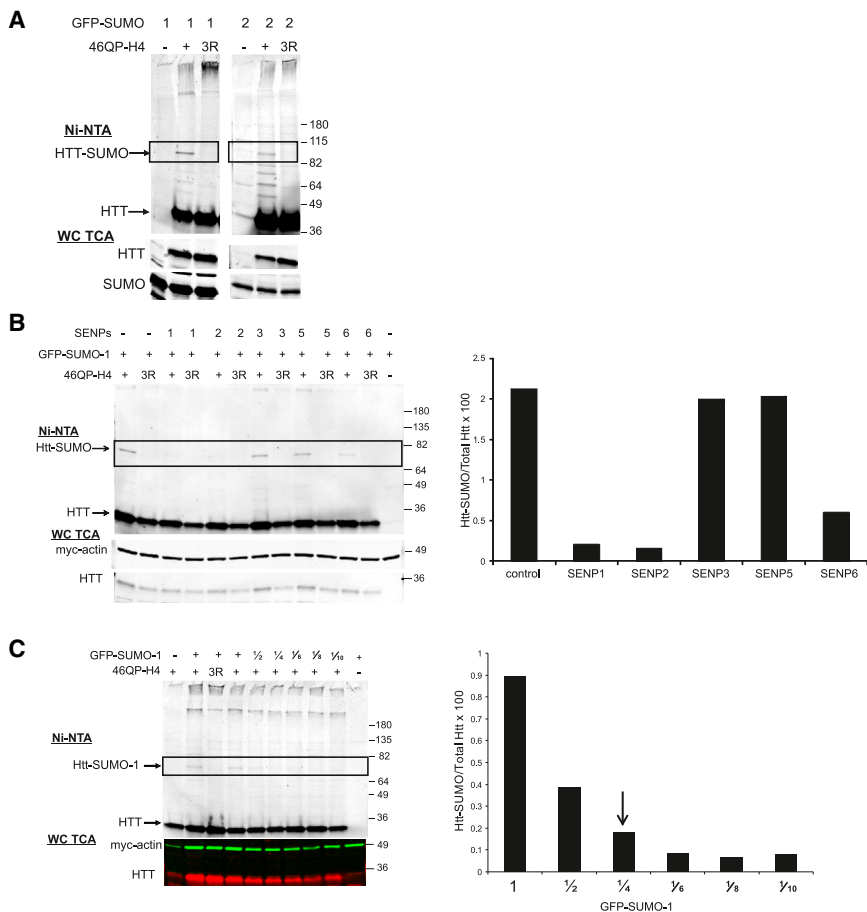 A
GFP-SUMO 1 1 1 2 2 2
46QP-H4 - + 3R - + 3R
Ni-NTA
180
115
HTT-SUMO
82
64
49
HTT
36
WC TCA
HTT
SUMO
B
SENPs - - 1 1 2 2 3 3 5 5 6 6 -
GFP-SUMO-1 + + + + + + + + + + + + +
46QP-H4 + 3R + 3R + 3R + 3R + 3R + 3R -
180
135
Ni-NTA
Htt-SUMO
82
64
49
HTT
36
WC TCA
myc-actin
49
HTT
36
Htt-SUMO/Total Htt x 100
2.5
2
1.5
1
0.5
0
control SENP1 SENP2 SENP3 SENP5 SENP6
C
GFP-SUMO-1 - + + + ½ ¼ ⅙ ⅛ ⅒ +
46QP-H4 + + 3R + + + + + + -
180
Ni-NTA
135
82
Htt-SUMO-1
64
49
HTT
36
WC TCA
myc-actin
49
HTT
36
Htt-SUMO/Total Htt x 100
1
0.9
0.8
0.7
0.6
0.5
0.4
0.3
0.2
0.1
0
1 ½ ¼ ⅙ ⅛ ⅒
GFP-SUMO-1